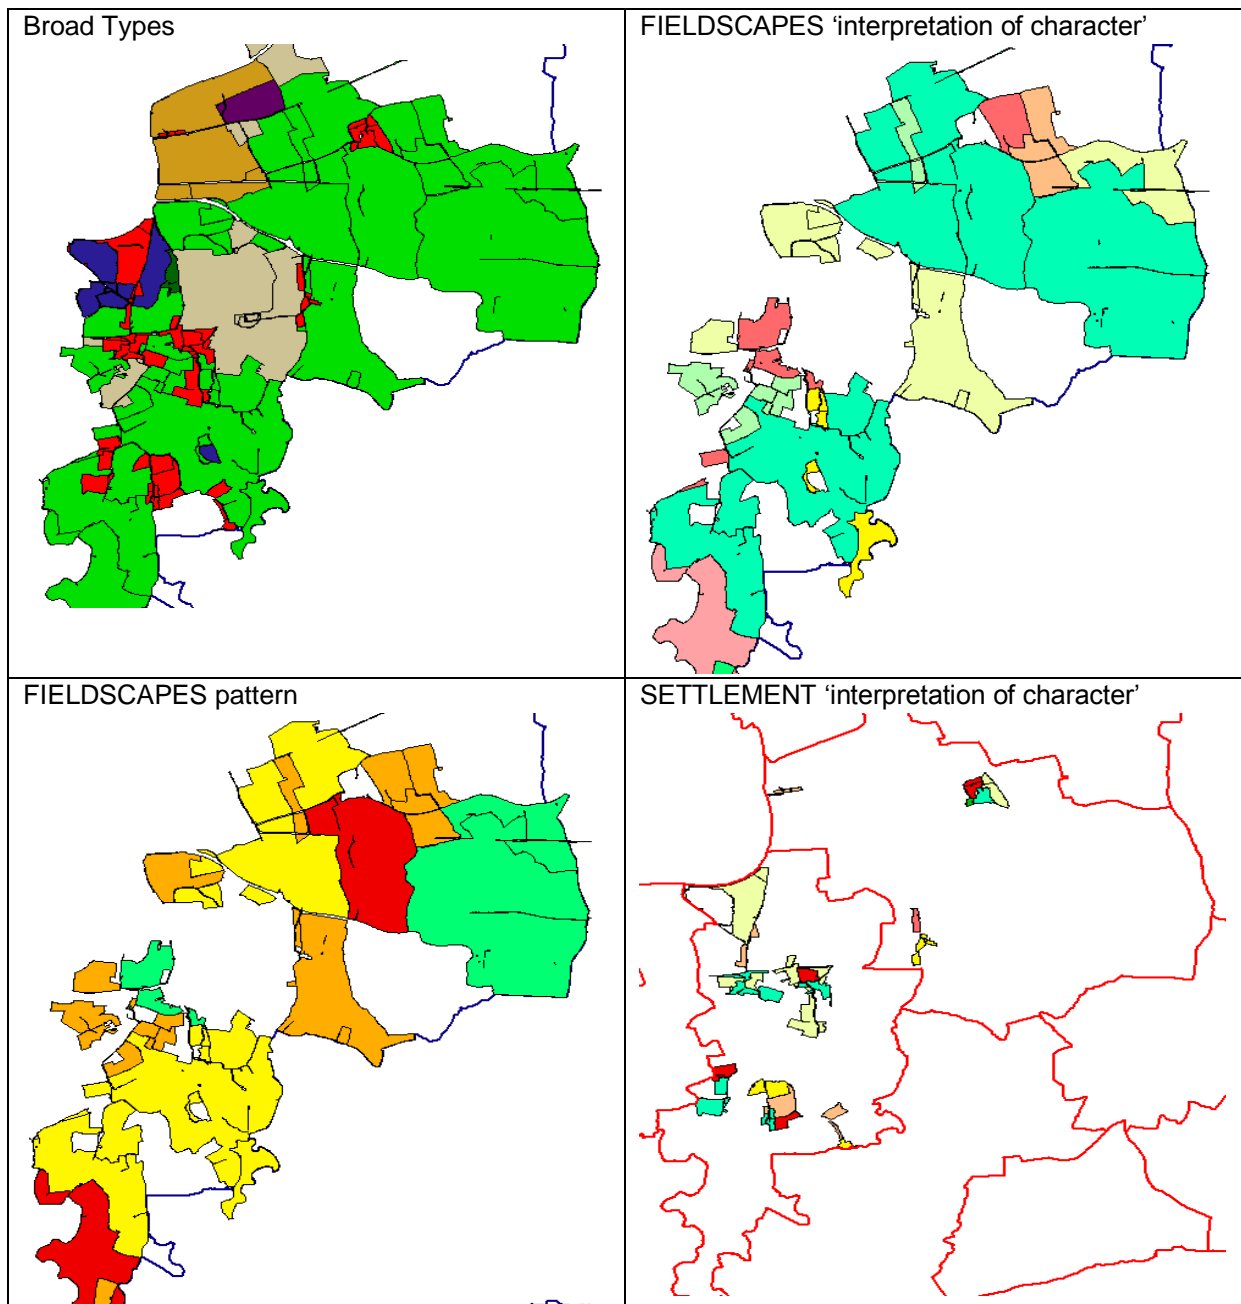 Broad Types
FIELDSCAPES ‘interpretation of character’
FIELDSCAPES pattern
SETTLEMENT ‘interpretation of character’